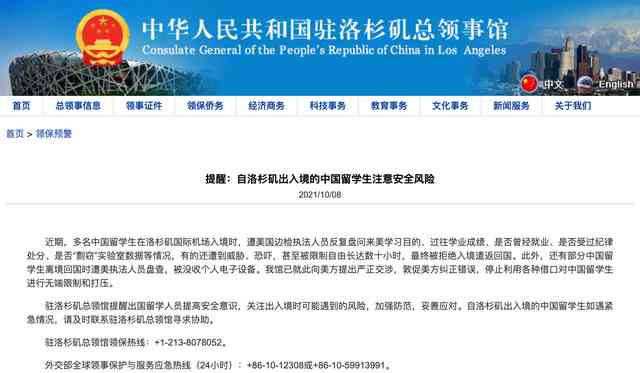 中华人民共和国驻洛杉矶总领事馆
Consulate General of the People's Republic of China in Los Angeles
中文 English
首页 总领事信息 领事证件 领保侨务 经济商务 科技事务 教育事务 文化事务 新闻服务 关于我们
首页 > 领保预警
提醒：自洛杉矶出入境的中国留学生注意安全风险
2021/10/08
近期，多名中国留学生在洛杉矶国际机场入境时，遭美国边检执法人员反复盘问来美学习目的、过往学业成绩、是否曾经就业、是否受过纪律
处分、是否“剽窃”实验室数据等情况，有的还遭到威胁、恐吓，甚至被限制自由长达数十小时，最终被拒绝入境遣返回国。此外，还有部分中国留
学生离境回国时遭美执法人员盘查，被没收个人电子设备。我馆已就此向美方提出严正交涉，敦促美方纠正错误，停止利用各种借口对中国留学生
进行无端限制和打压。
驻洛杉矶总领馆提醒出国留学人员提高安全意识，关注出入境时可能遇到的风险，加强防范，妥善应对。自洛杉矶出入境的中国留学生如遇紧
急情况，请及时联系驻洛杉矶总领馆寻求协助。
驻洛杉矶总领馆领保热线：+1-213-8078052。
外交部全球领事保护与服务应急热线（24小时）：+86-10-12308或+86-10-59913991。